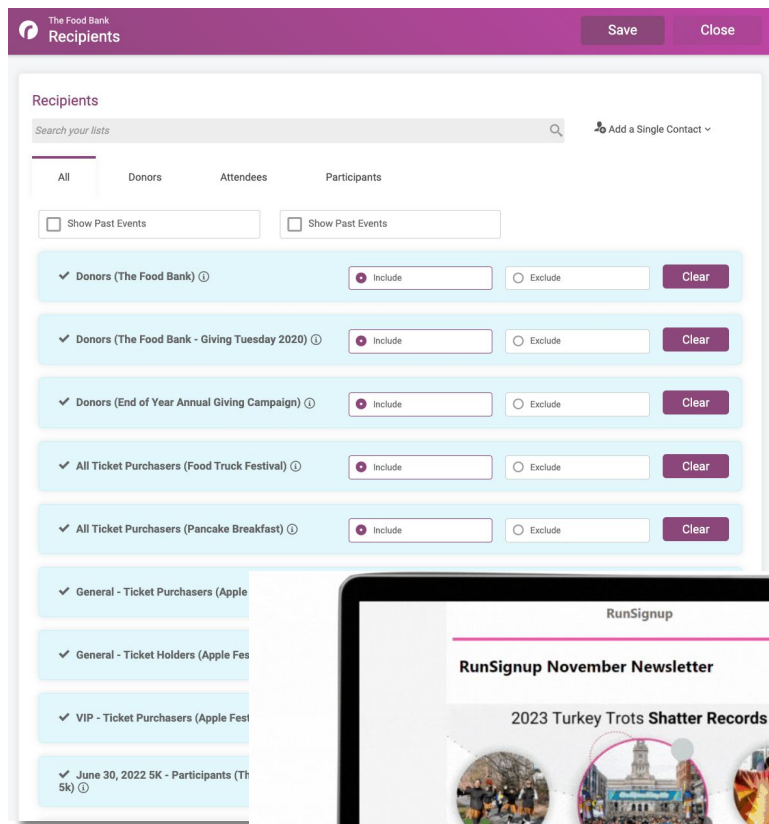 The Food Bank
Recipients
Save
Close
Recipients
Search your lists
Add a Single Contact
All
Donors
Attendees
Participants
Show Past Events
Show Past Events
Donors (The Food Bank)
Include
Exclude
Clear
Donors (The Food Bank - Giving Tuesday 2020)
Include
Exclude
Clear
Donors (End of Year Annual Giving Campaign)
Include
Exclude
Clear
All Ticket Purchasers (Food Truck Festival)
Include
Exclude
Clear
All Ticket Purchasers (Pancake Breakfast)
Include
Exclude
Clear
General - Ticket Purchasers (Apple
General - Ticket Holders (Apple Fes
VIP - Ticket Purchasers (Apple Fest
June 30, 2022 5K - Participants (Th
5k)
RunSignup
RunSignup November Newsletter
2023 Turkey Trots Shatter Records